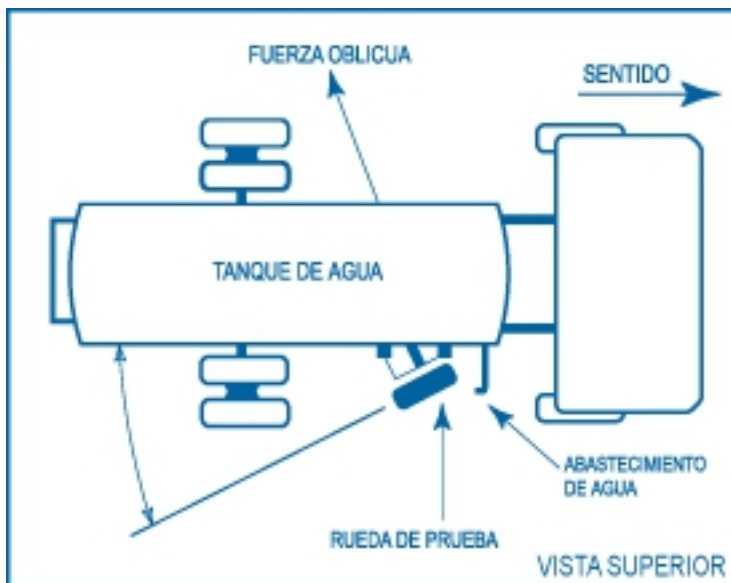 FUERZA OBLICUA
SENTIDO
TANQUE DE AGUA
ABASTECIMIENTO
DE AGUA
RUEDA DE PRUEBA
VISTA SUPERIOR